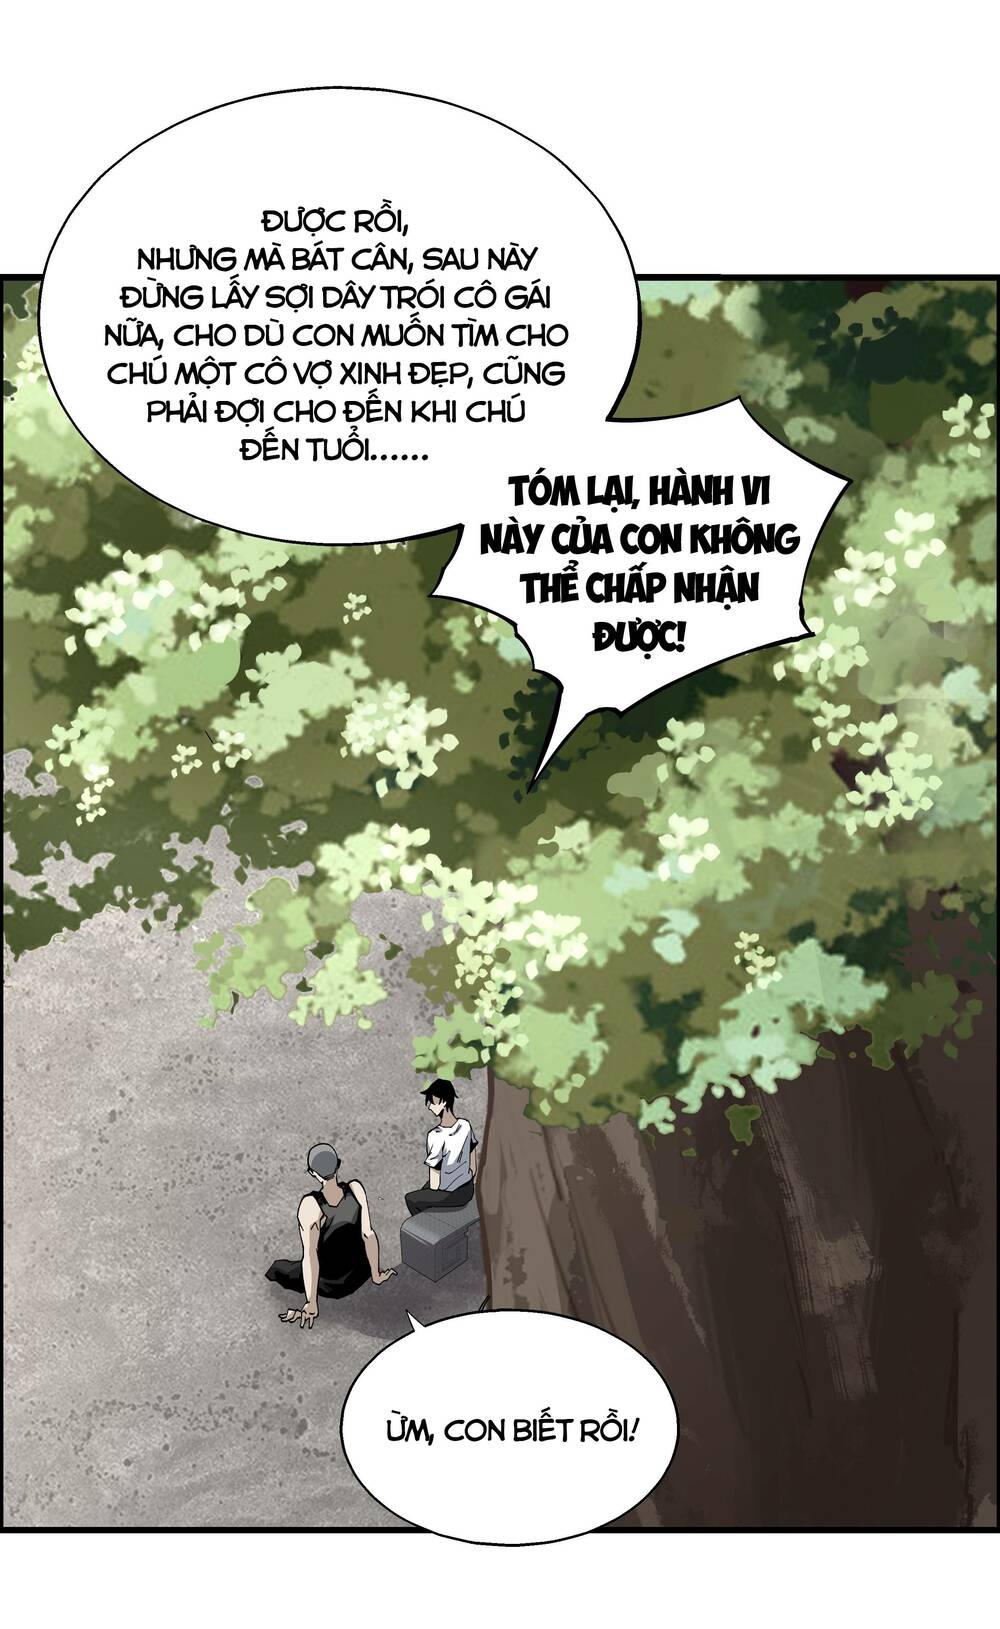 ĐƯỢC RỒI,
NHƯNG MÀ BÁT CÂN, SAU NÀY
ĐỪNG LẤY SỢI DÂY TRÓI CÔ GÁI
NỮA, CHO DÙ CON MUỐN TÌM CHO
CHÚ MỘT CÔ VỢ XINH ĐẸP, CŨNG
PHẢI ĐỢI CHO ĐẾN KHI CHÚ
ĐẾN TUỔI......
TÓM LẠI, HÀNH VI
NÀY CỦA CON KHÔNG
THỂ CHẤP NHẬN
ĐƯỢC!
ỪM, CON BIẾT RỒI!